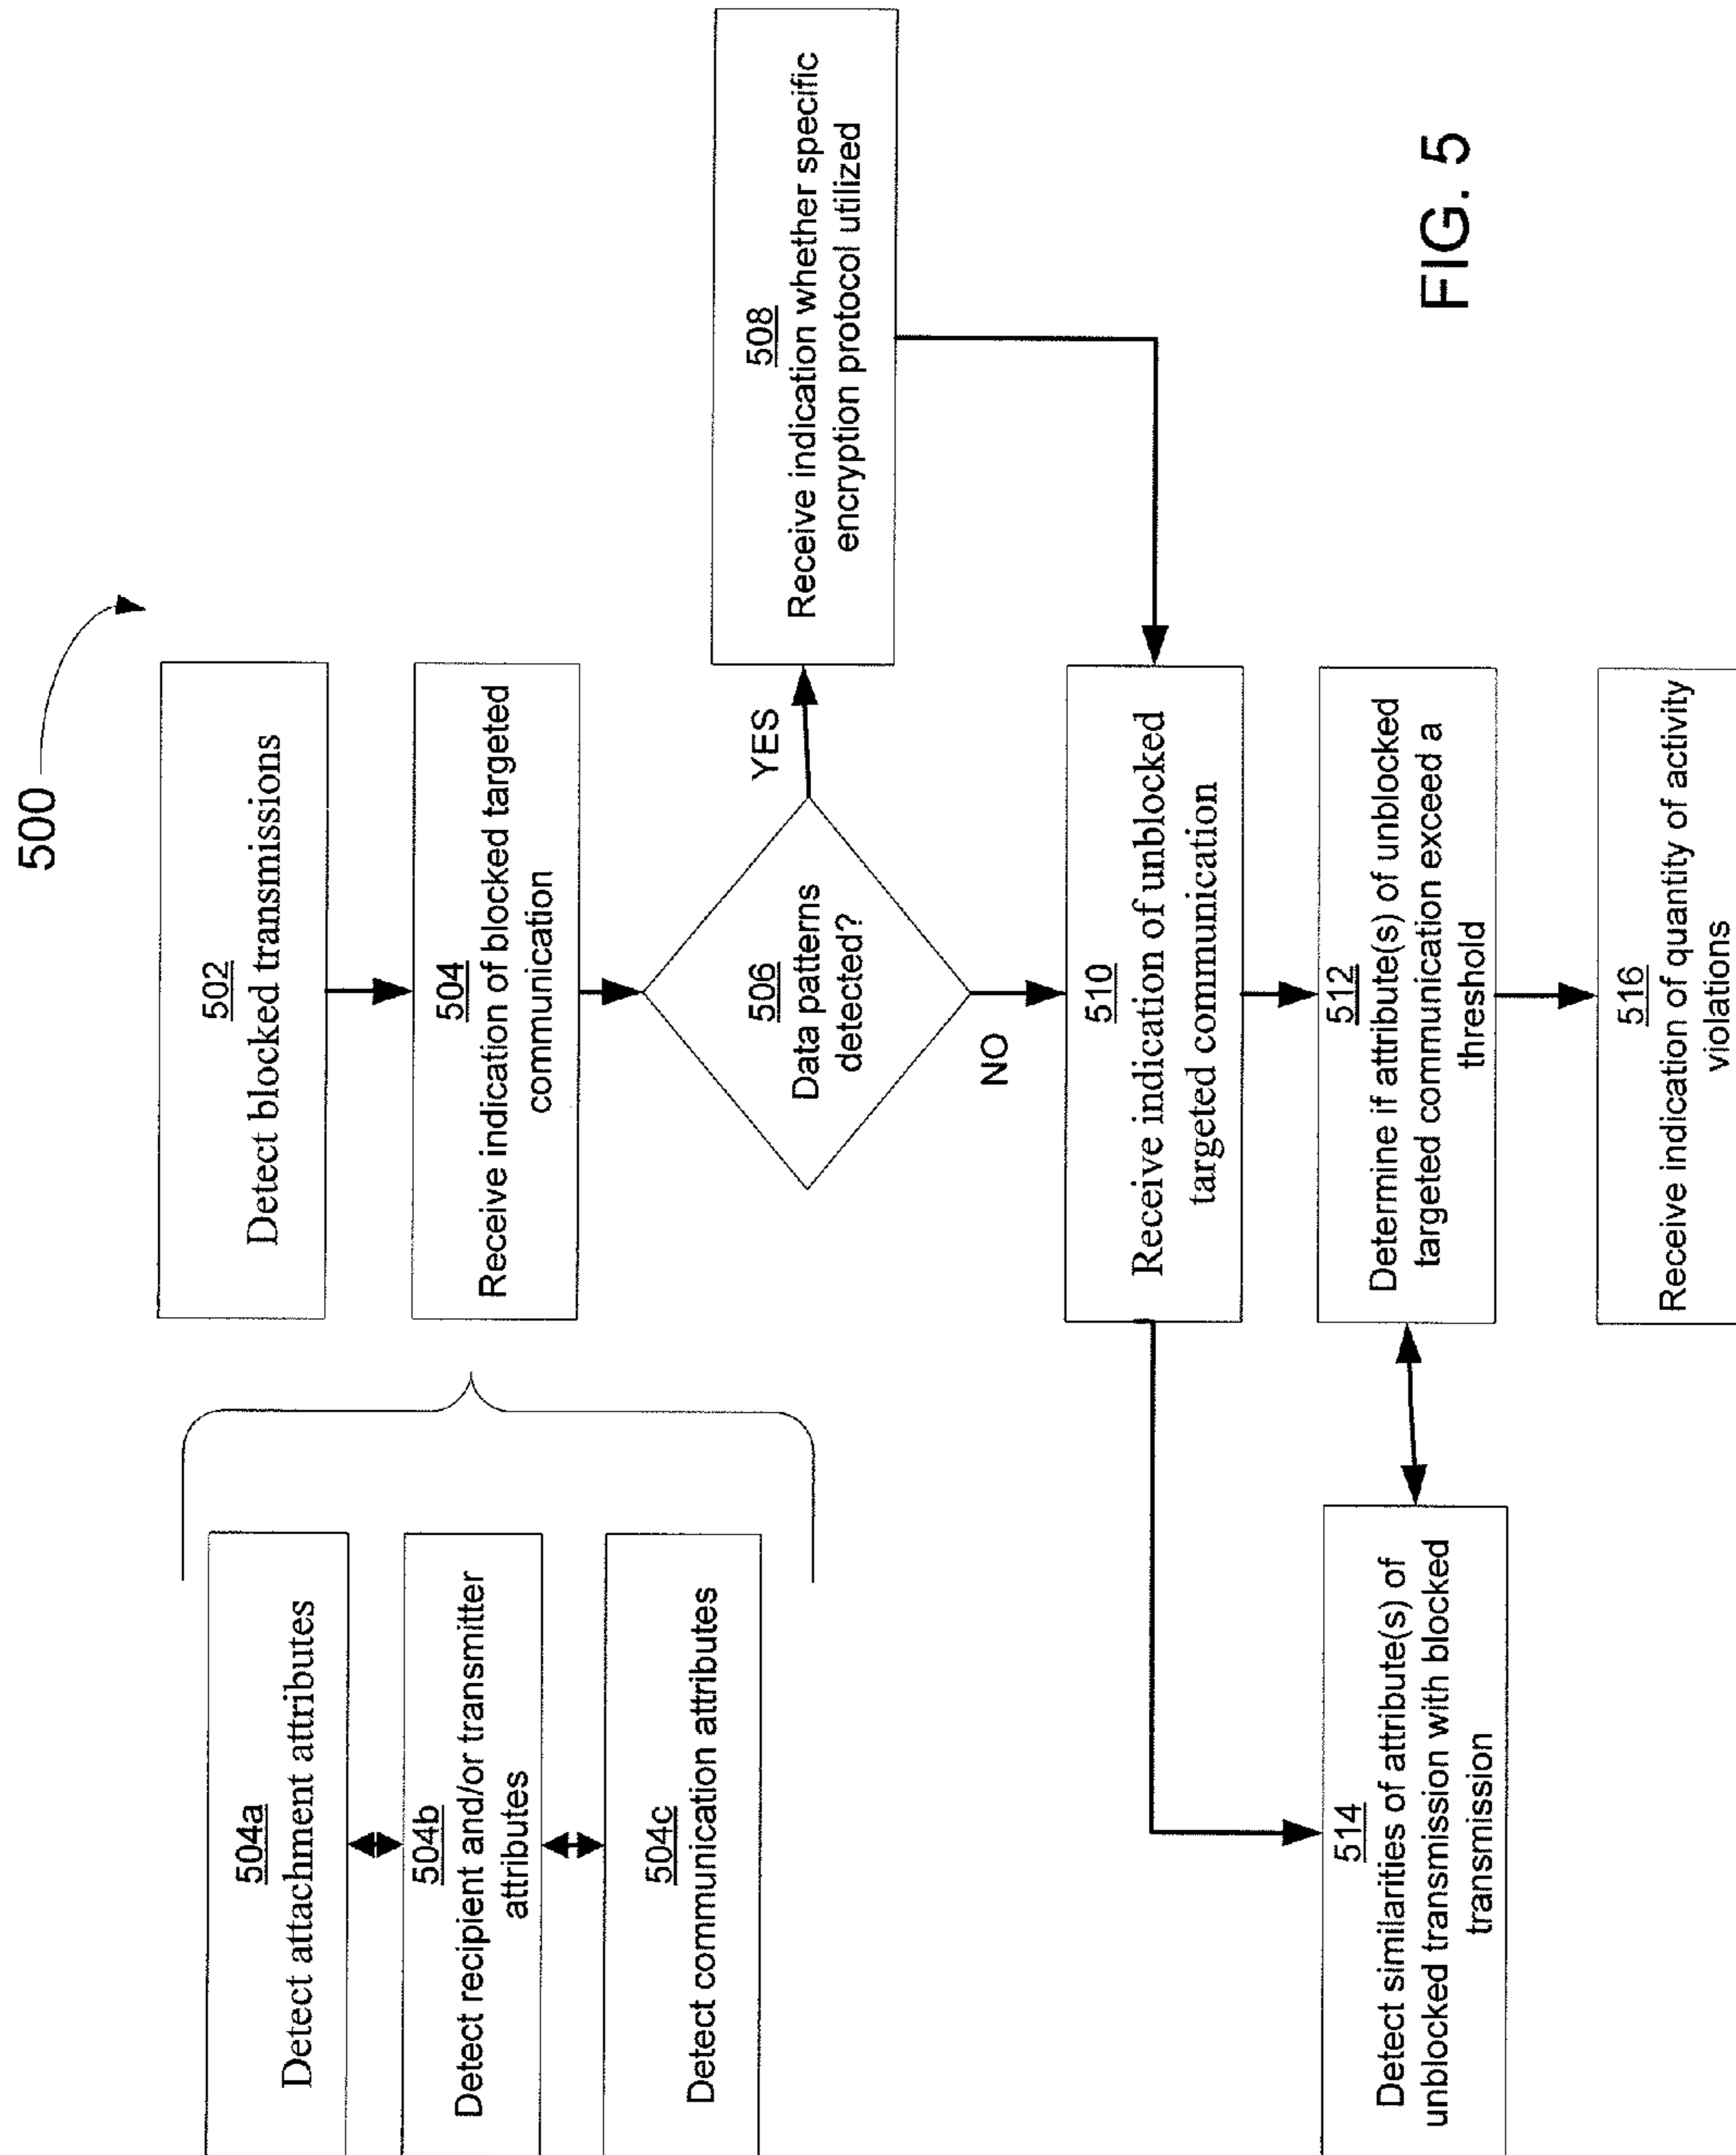 500
502
Detect blocked transmissions
504
Receive indication of blocked targeted
communication
504a
Detect attachment attributes
504b
Detect recipient and/or transmitter
attributes
504c
Detect communication attributes
506
Data patterns
detected?
YES
508
Receive indication whether specific
encryption protocol utilized
NO
510
Receive indication of unblocked
targeted communication
512
Determine if attribute(s) of unblocked
targeted communication exceed a
threshold
514
Detect similarities of attribute(s) of
unblocked transmission with blocked
transmission
516
Receive indication of quantity of activity
violations
FIG. 5